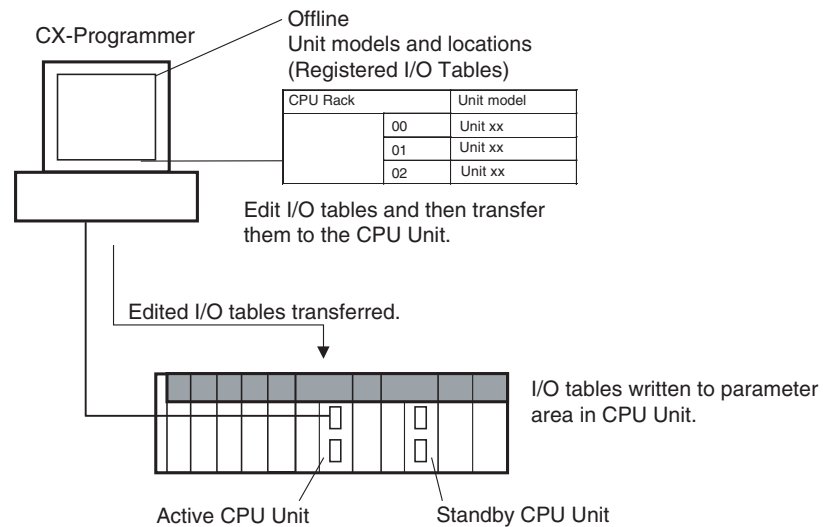 CX-Programmer
Offline
Unit models and locations
(Registered I/O Tables)
CPU Rack Unit model
00 Unit xx
01 Unit xx
02 Unit xx
Edit I/O tables and then transfer
them to the CPU Unit.
Edited I/O tables transferred.
I/O tables written to parameter
area in CPU Unit.
Active CPU Unit
Standby CPU Unit